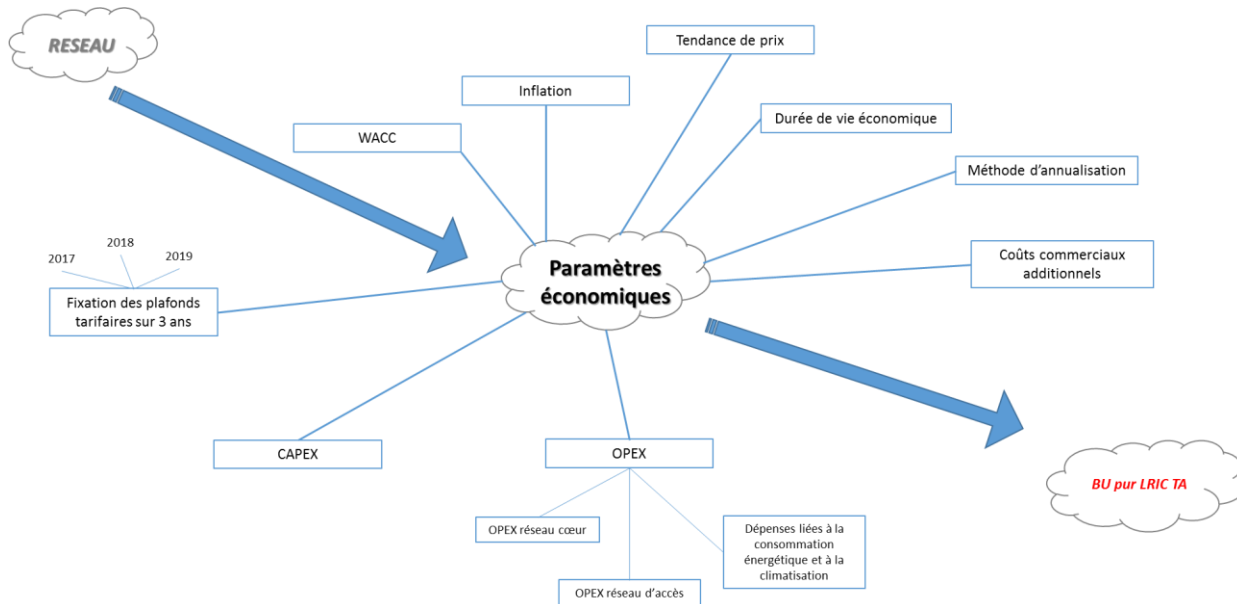 RESEAU
Tendance de prix
Inflation
Durée de vie économique
WACC
Méthode d'annualisation
2018
2017
2019
Fixation des plafonds
tarifaires sur 3 ans
Paramètres
économiques
Coûts commerciaux
additionnels
CAPEX
OPEX
BU pur LRIC TA
OPEX réseau cœur
Dépenses liées à la
consommation
énergétique et à la
climatisation
OPEX réseau d'accès